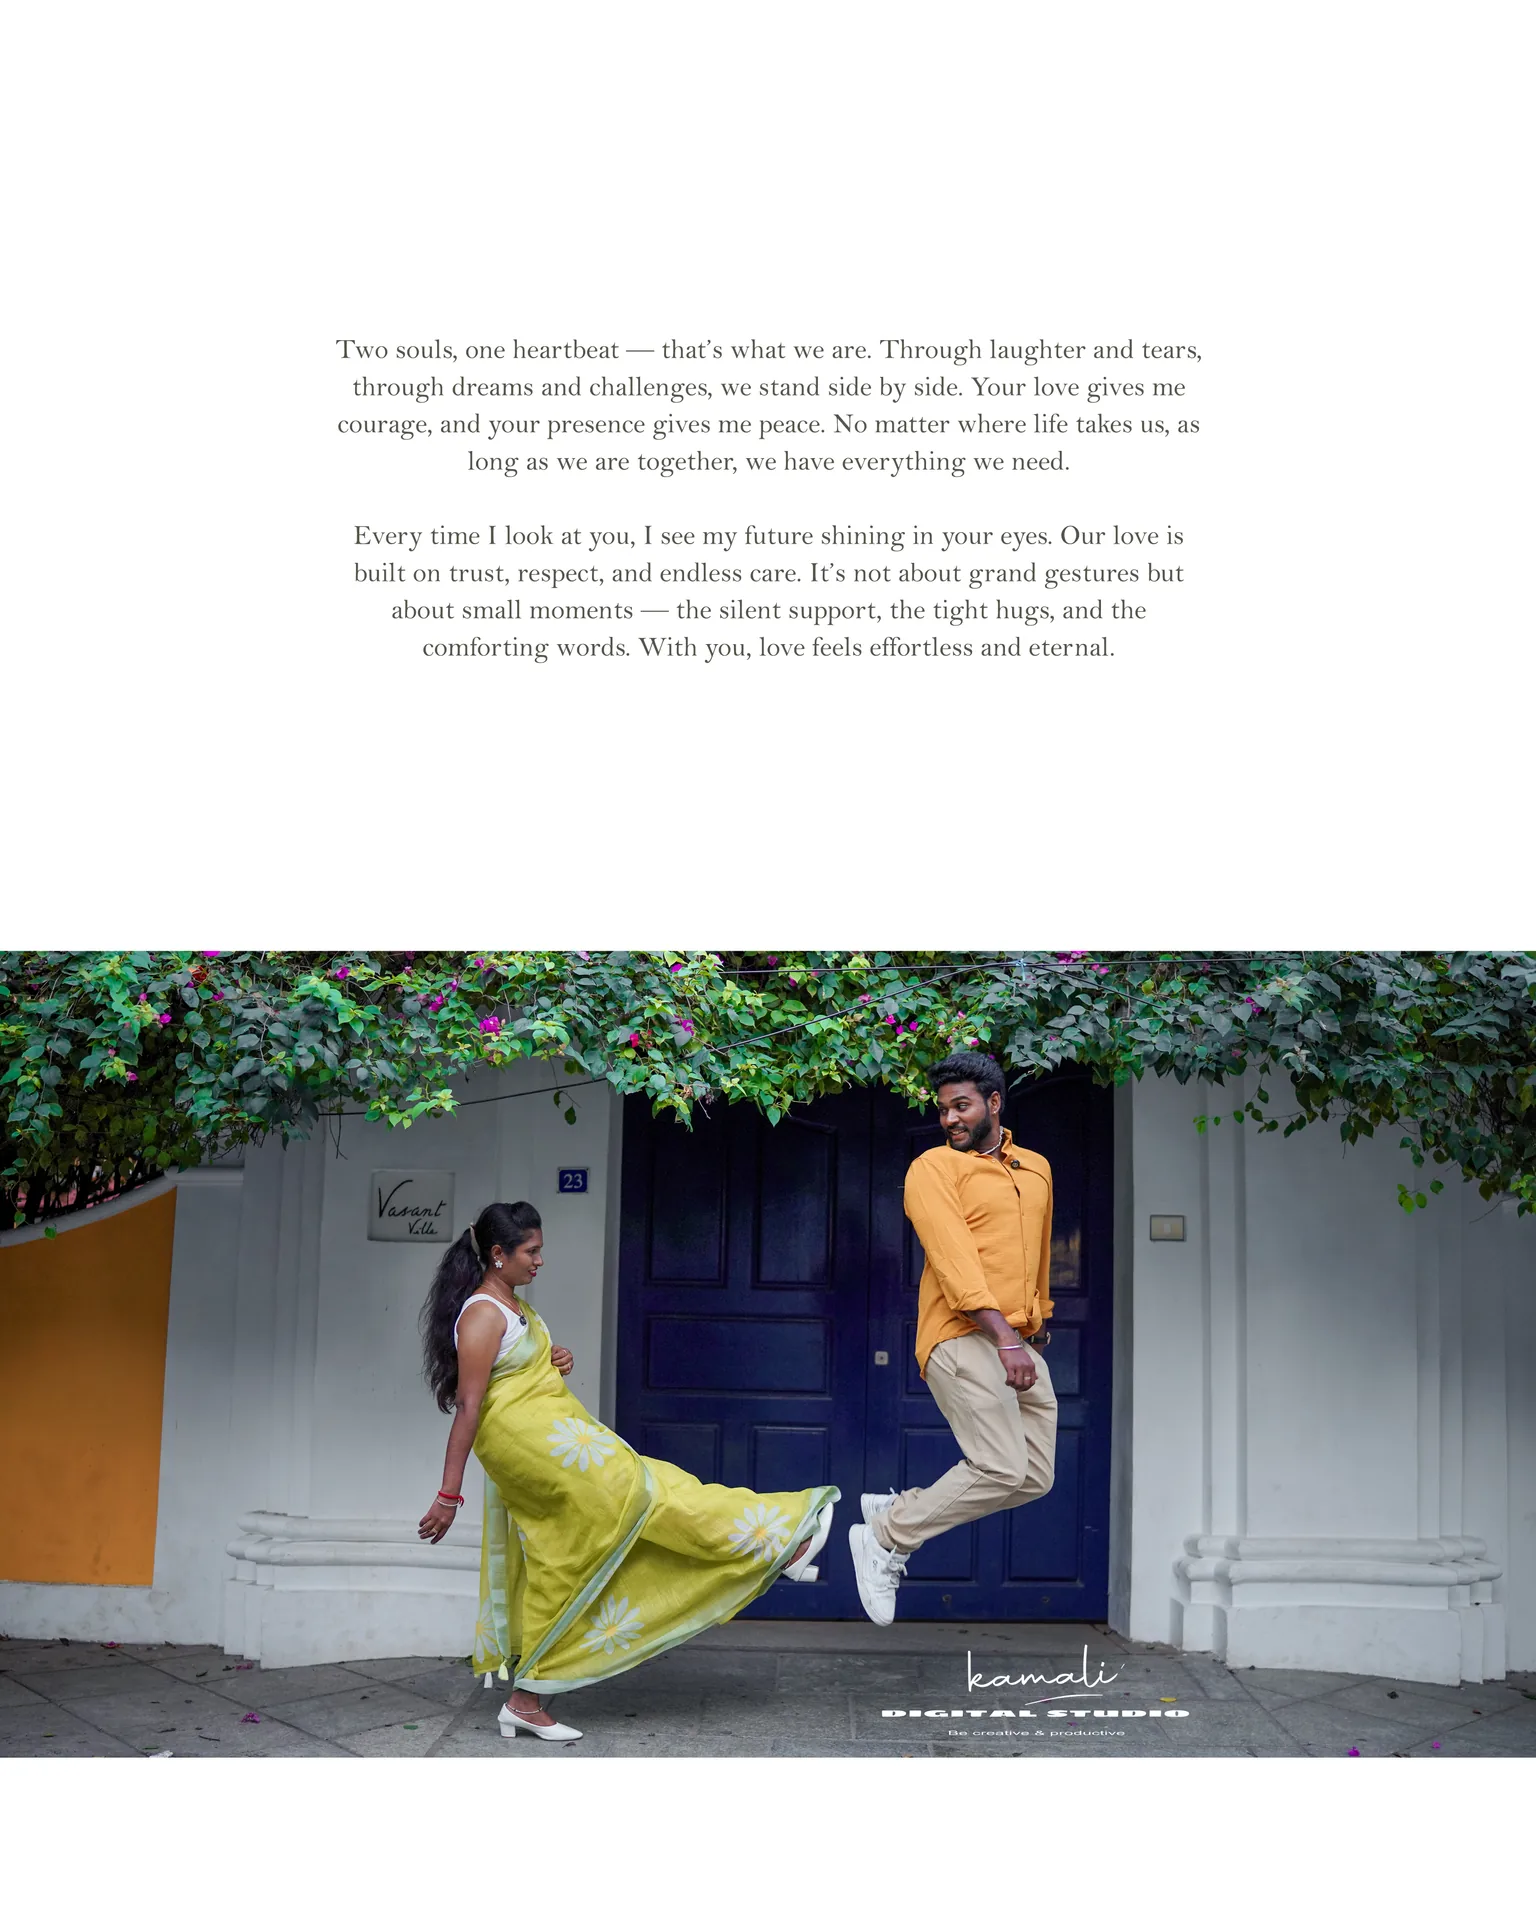 Two souls, one heartbeat — that’s what we are. Through laughter and tears,
through dreams and challenges, we stand side by side. Your love gives me
courage, and your presence gives me peace. No matter where life takes us, as
long as we are together, we have everything we need.
Every time I look at you, I see my future shining in your eyes. Our love is
built on trust, respect, and endless care. It’s not about grand gestures but
about small moments — the silent support, the tight hugs, and the
comforting words. With you, love feels effortless and eternal.
23
Vasant
Ville
kamali
DIGITAL STUDIO
Be creative & productive